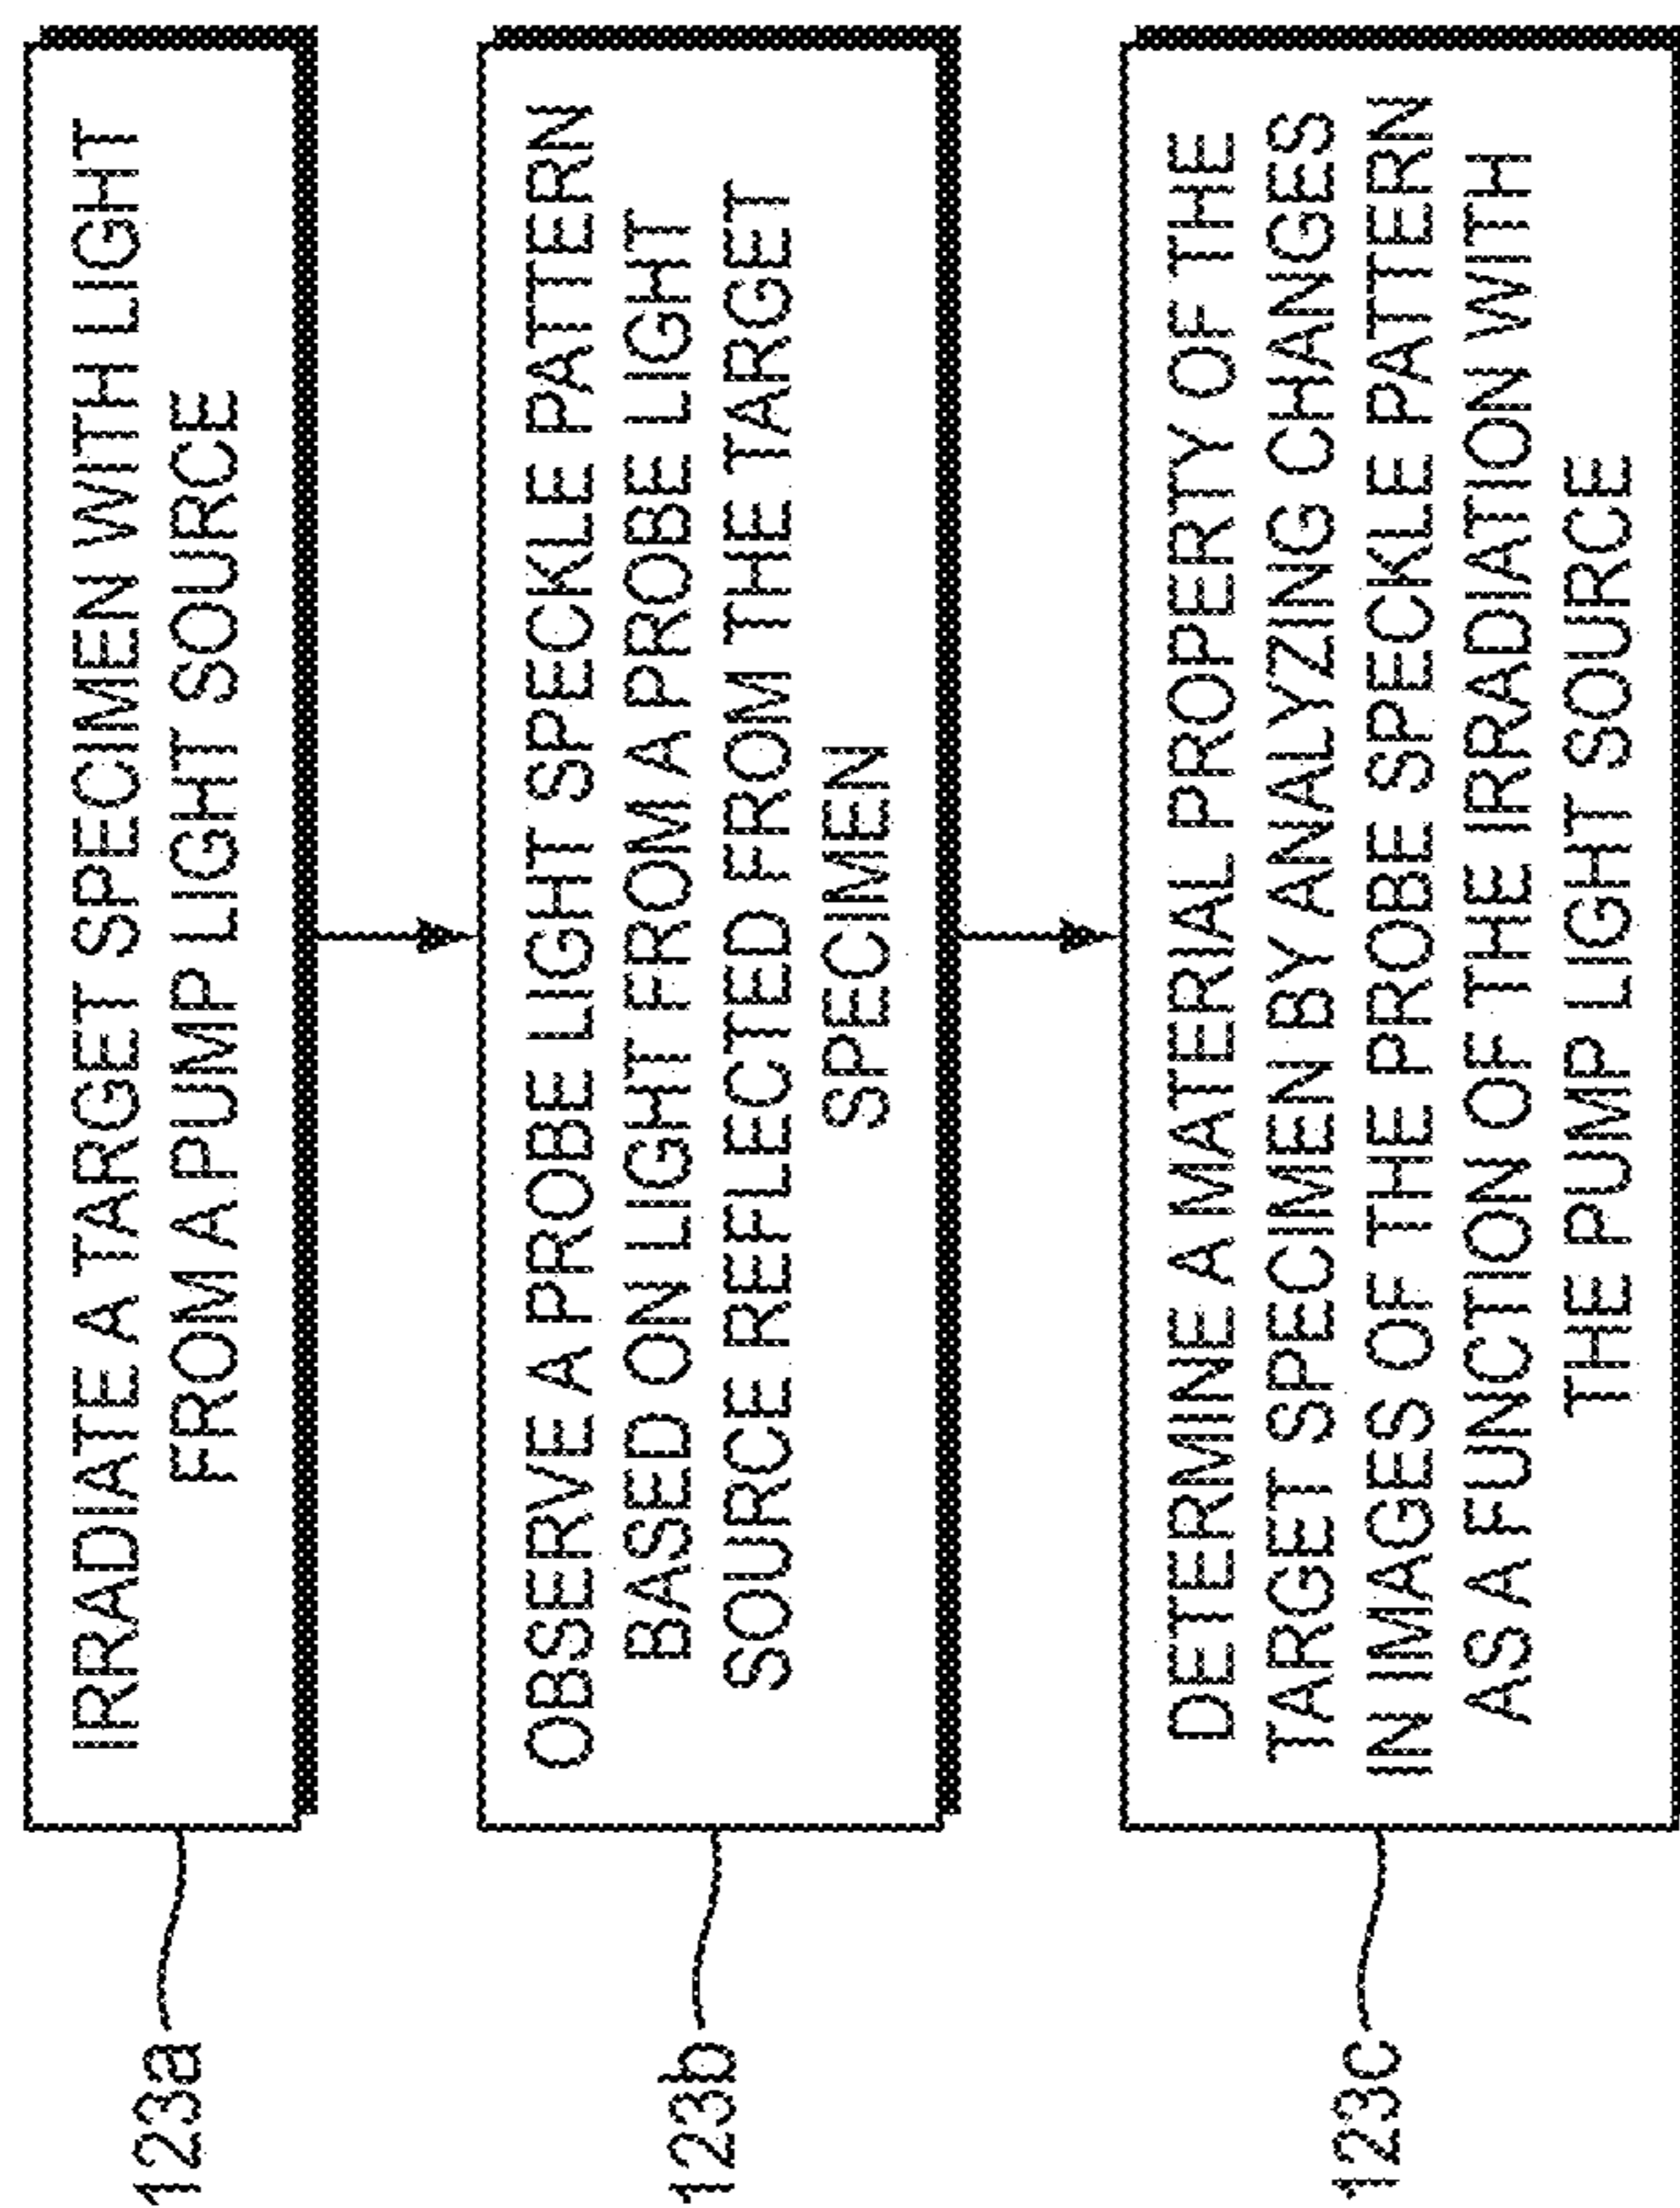 123a
IRRADIATE A TARGET SPECIMEN WITH LIGHT
FROM A PUMP LIGHT SOURCE
123b
OBSERVE A PROBE LIGHT SPECKLE PATTERN
BASED ON LIGHT FROM A PROBE LIGHT
SOURCE REFLECTED FROM THE TARGET
SPECIMEN
123c
DETERMINE A MATERIAL PROPERTY OF THE
TARGET SPECIMEN BY ANALYZING CHANGES
IN IMAGES OF THE PROBE SPECKLE PATTERN
AS A FUNCTION OF THE IRRADIATION WITH
THE PUMP LIGHT SOURCE